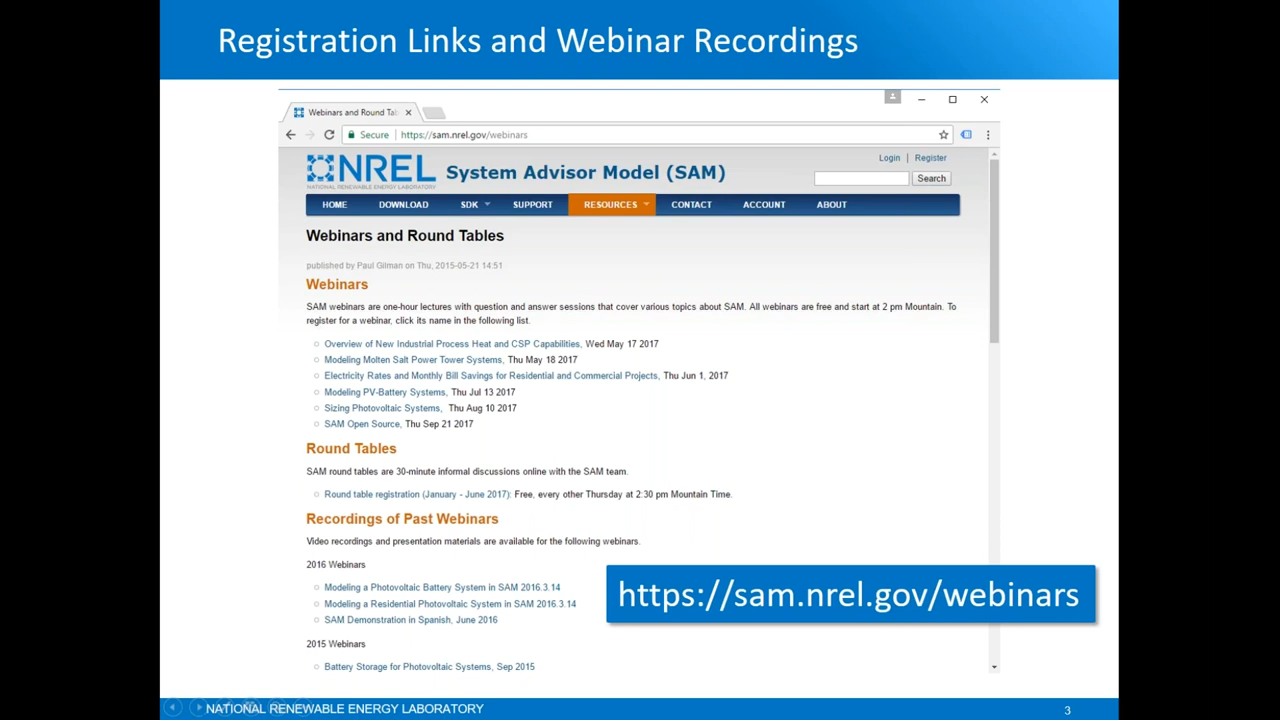 Registration Links and Webinar Recordings
Webinars and Round Tab
Secure | https://sam.nrel.gov/webinars
Login | Register
NREL System Advisor Model (SAM)
NATIONAL RENEWABLE ENERGY LABORATORY
Search
HOME DOWNLOAD SDK SUPPORT RESOURCES CONTACT ACCOUNT ABOUT
Webinars and Round Tables
published by Paul Gilman on Thu, 2015-05-21 14:51
Webinars
SAM webinars are one-hour lectures with question and answer sessions that cover various topics about SAM. All webinars are free and start at 2 pm Mountain. To
register for a webinar, click its name in the following list.
Overview of New Industrial Process Heat and CSP Capabilities, Wed May 17 2017
Modeling Molten Salt Power Tower Systems, Thu May 18 2017
Electricity Rates and Monthly Bill Savings for Residential and Commercial Projects, Thu Jun 1, 2017
Modeling PV-Battery Systems, Thu Jul 13 2017
Sizing Photovoltaic Systems, Thu Aug 10 2017
SAM Open Source, Thu Sep 21 2017
Round Tables
SAM round tables are 30-minute informal discussions online with the SAM team.
Round table registration (January - June 2017): Free, every other Thursday at 2:30 pm Mountain Time.
Recordings of Past Webinars
Video recordings and presentation materials are available for the following webinars.
2016 Webinars
Modeling a Photovoltaic Battery System in SAM 2016.3.14
Modeling a Residential Photovoltaic System in SAM 2016.3.14
SAM Demonstration in Spanish, June 2016
https://sam.nrel.gov/webinars
2015 Webinars
Battery Storage for Photovoltaic Systems, Sep 2015
NATIONAL RENEWABLE ENERGY LABORATORY
3